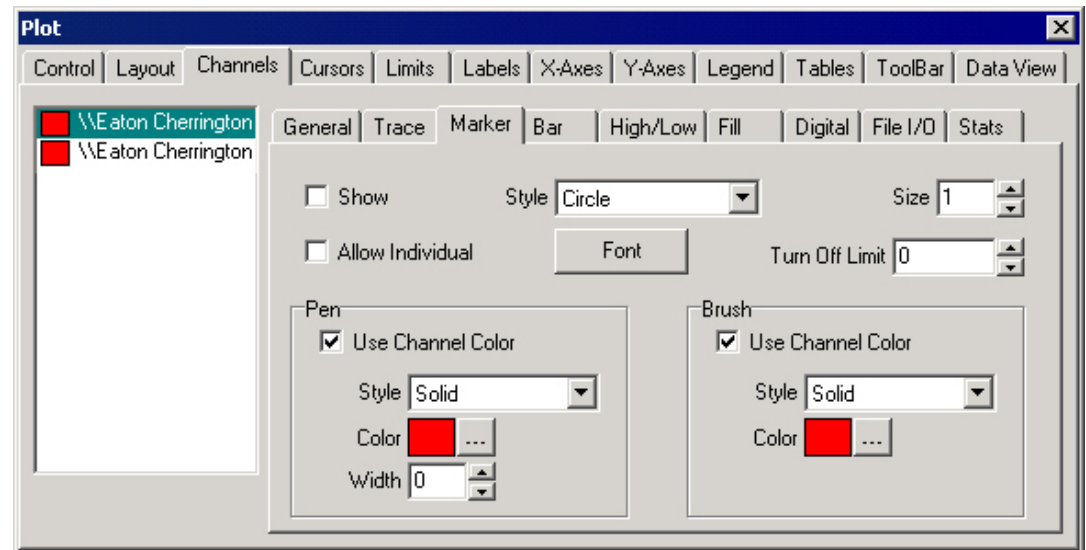 Plot
Control Layout Channels Cursors Limits Labels X-Axes Y-Axes Legend Tables ToolBar Data View
\\Eaton Cherrington
\\Eaton Cherrington
General Trace Marker Bar High/Low Fill Digital File I/O Stats
Show Style Circle Size 1
Allow Individual Font Turn Off Limit 0
Pen Brush
Use Channel Color Use Channel Color
Style Solid Style Solid
Color ... Color ...
Width 0